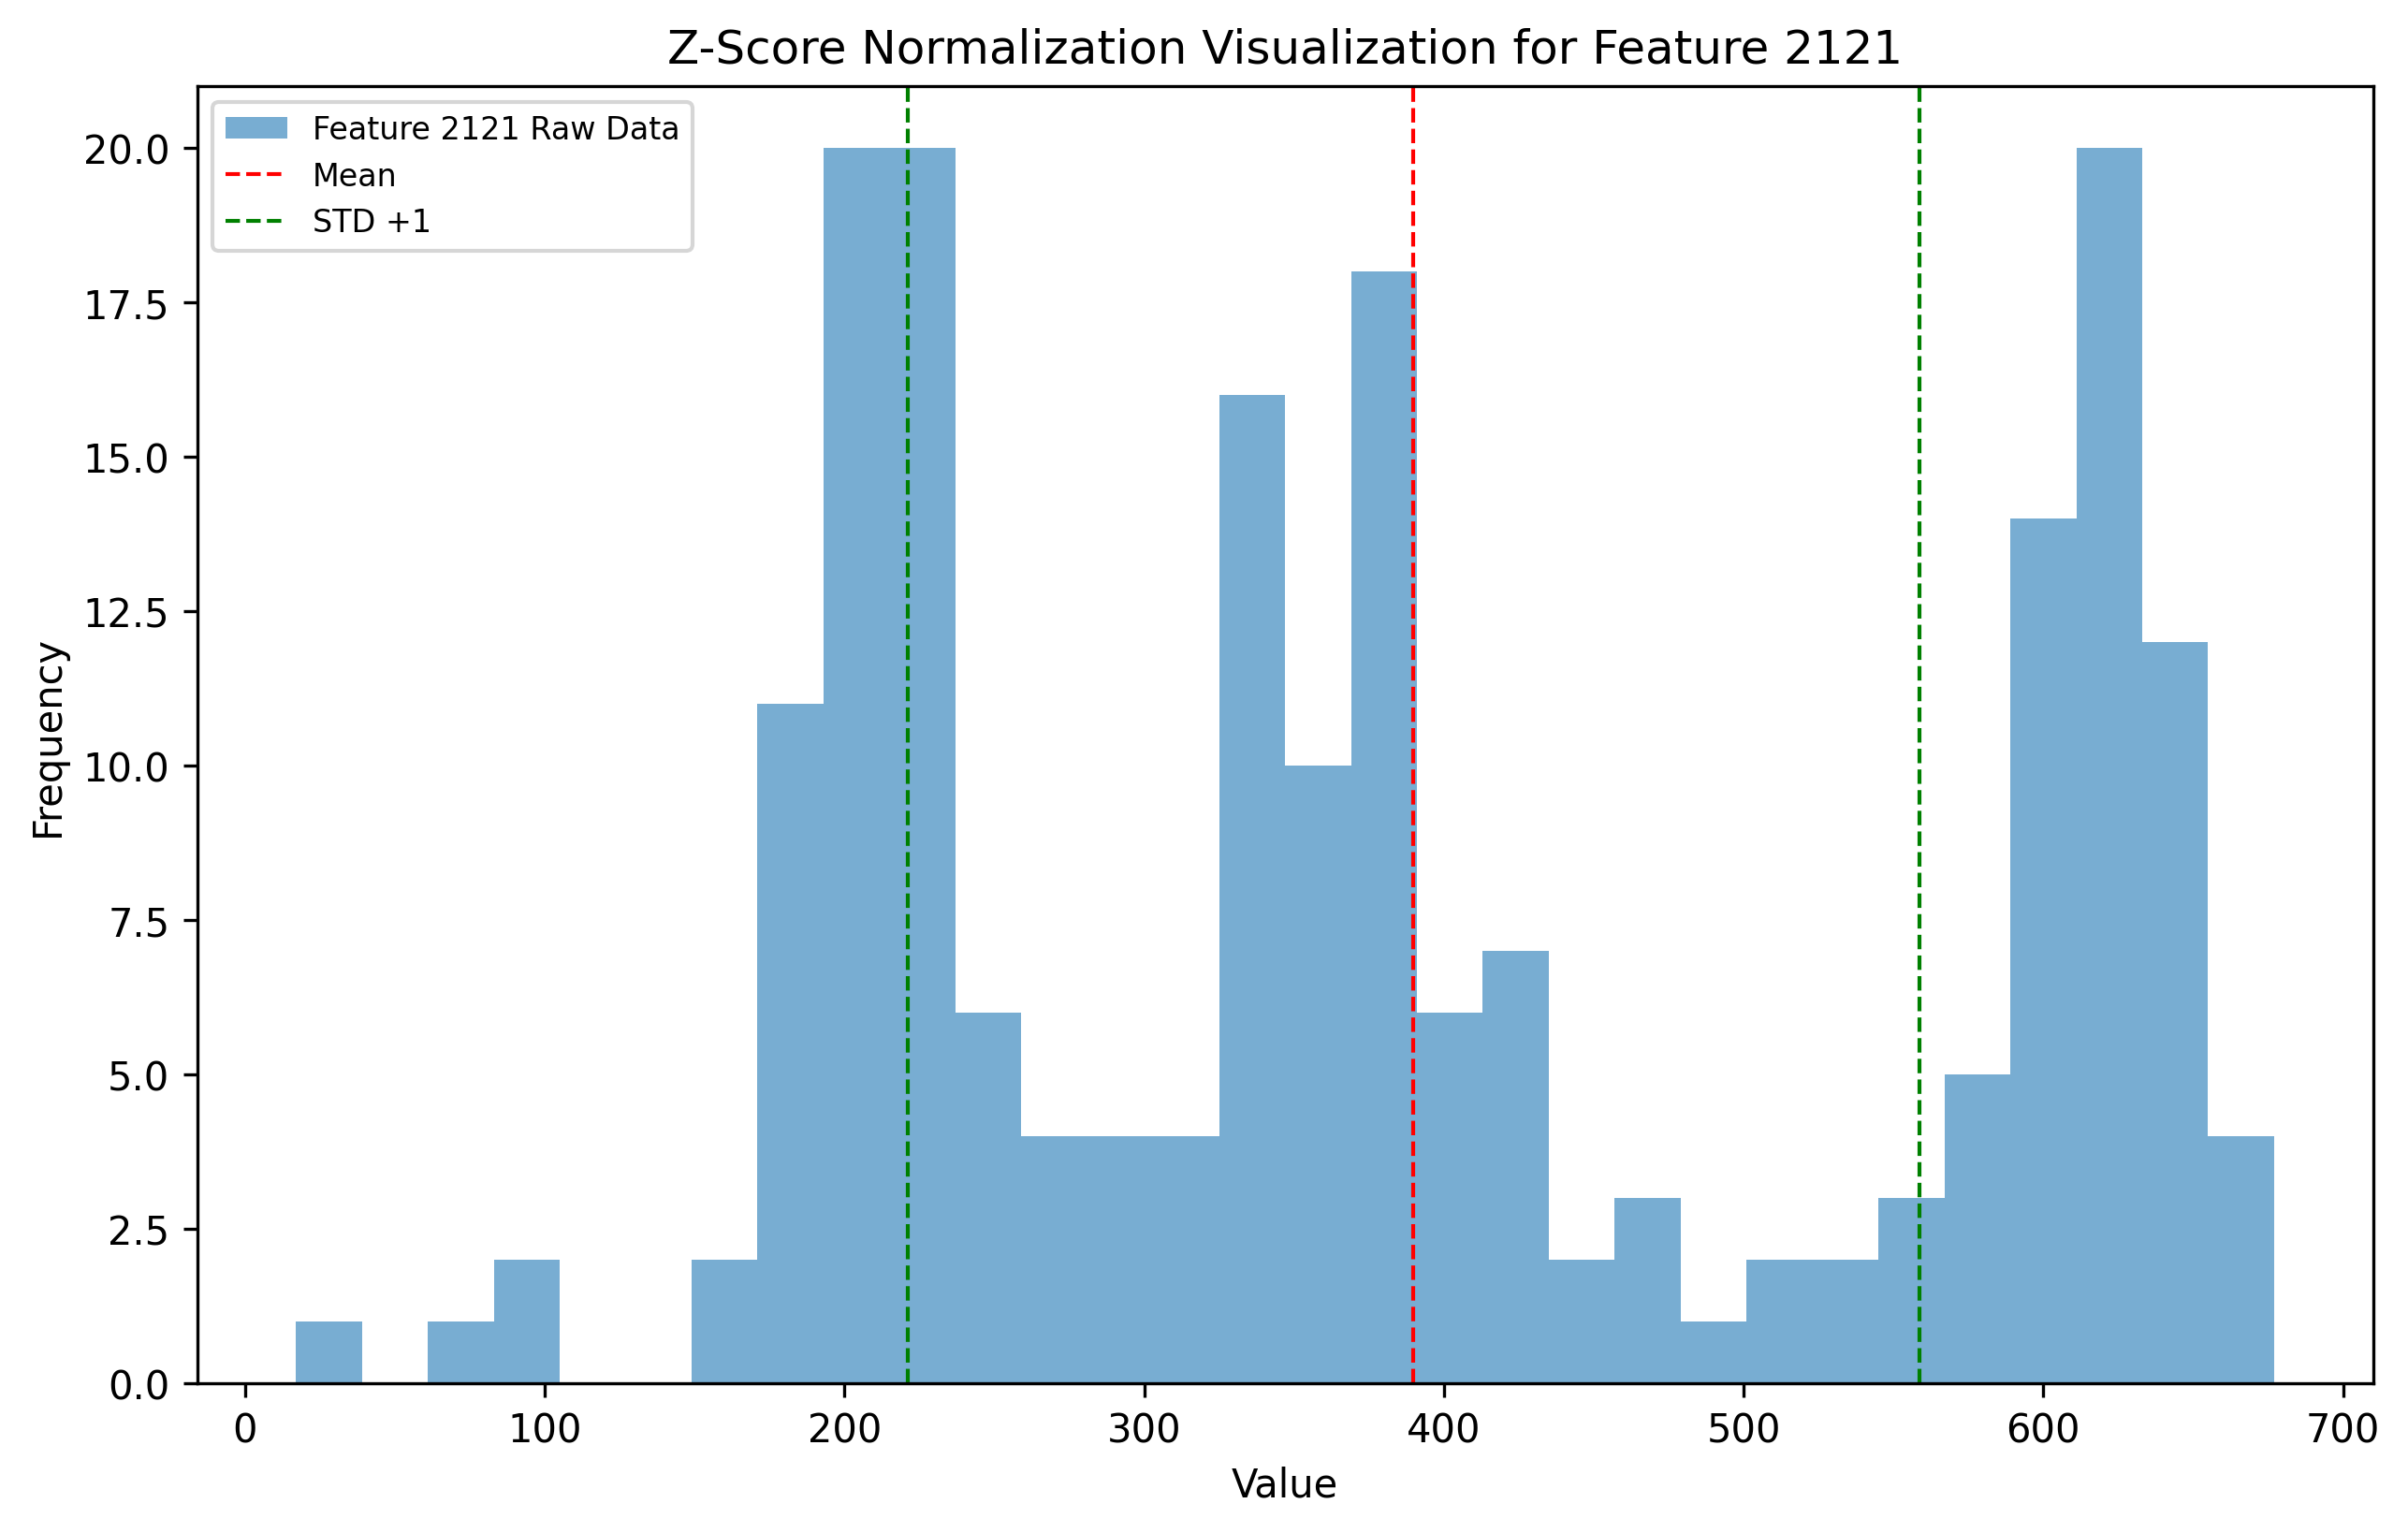 Z-Score Normalization Visualization for Feature 2121
Feature 2121 Raw Data
Mean
STD +1
20.0
17.5
15.0
12.5
10.0
7.5
5.0
2.5
0.0
Frequency
0 100 200 300 400 500 600 700
Value